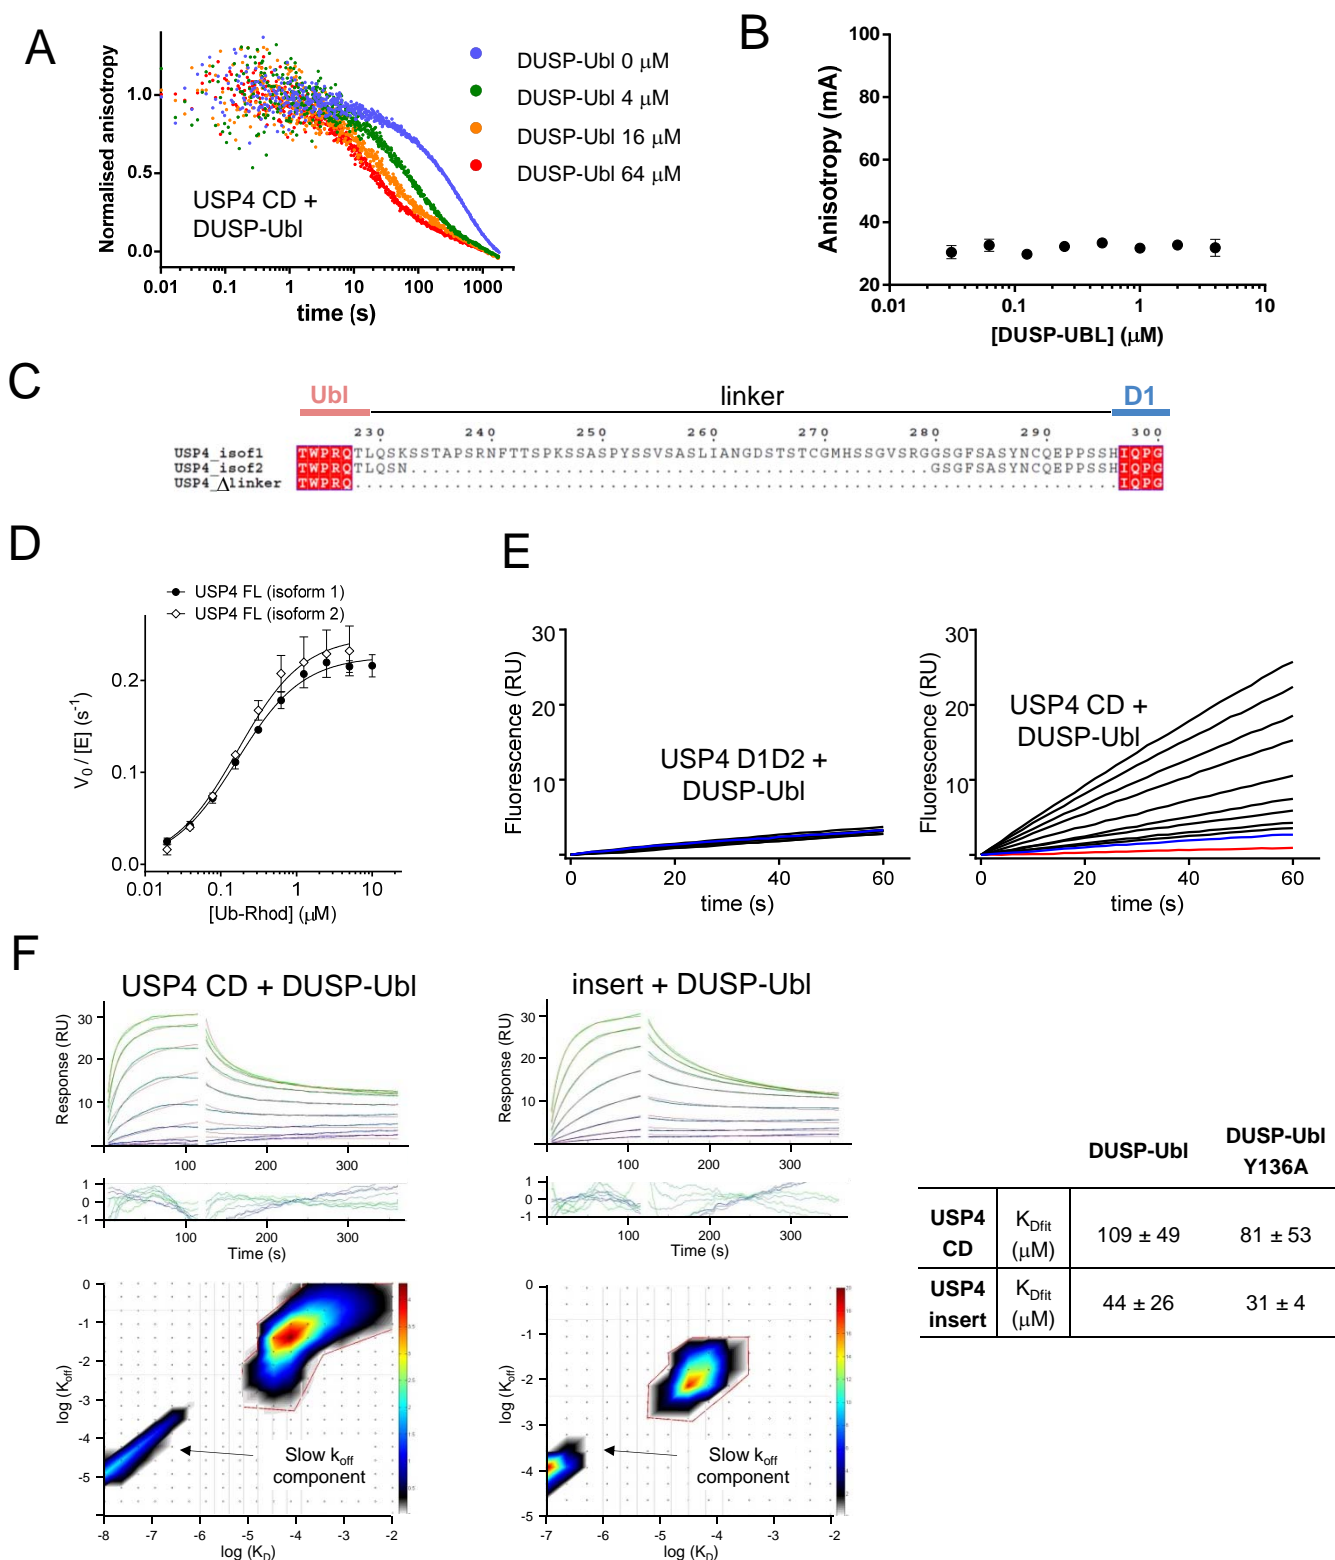 A
Normalised anisotropy
1.0
0.5
0.0
0.01 0.1 1 10 100 1000
time (s)
USP4 CD +
DUSP-Ubl
DUSP-Ubl 0 μM
DUSP-Ubl 4 μM
DUSP-Ubl 16 μM
DUSP-Ubl 64 μM
B
Anisotropy (mA)
100
80
60
40
20
0.01 0.1 1 10
[DUSP-UBL] (μM)
C
Ubl linker D1
230 240 250 260 270 280 290 300
USP4_isof1 TWPRQTLQSKSSTAPSRNFTTSPKSSASPYSSVSASLIANGDSTSTCGMHSSGVSRGGSGFSASYNCQEPPSSHIQPG
USP4_isof2 TWPRQTLQSN...............................................GSGFSASYNCQEPPSSHIQPG
USP4_Δlinker TWPRQ.....................................................................IQPG
D
USP4 FL (isoform 1)
USP4 FL (isoform 2)
V0 / [E] (s-1)
0.2
0.1
0.0
0.01 0.1 1 10
[Ub-Rhod] (μM)
E
Fluorescence (RU)
30
20
10
0
0 20 40 60
time (s)
USP4 D1D2 +
DUSP-Ubl
Fluorescence (RU)
30
20
10
0
0 20 40 60
time (s)
USP4 CD +
DUSP-Ubl
F
USP4 CD + DUSP-Ubl
Response (RU)
30
20
10
100 200 300
1
0
-1
100 200 300
Time (s)
log (Koff)
0
-1
-2
-3
-4
-5
-8 -7 -6 -5 -4 -3 -2
log (KD)
Slow koff
component
insert + DUSP-Ubl
Response (RU)
30
20
10
100 200 300
1
0
-1
100 200 300
Time (s)
log (Koff)
0
-1
-2
-3
-4
-5
-7 -6 -5 -4 -3 -2
log (KD)
Slow koff
component
DUSP-Ubl DUSP-Ubl Y136A
USP4 CD KDfit (μM) 109 ± 49 81 ± 53
USP4 insert KDfit (μM) 44 ± 26 31 ± 4